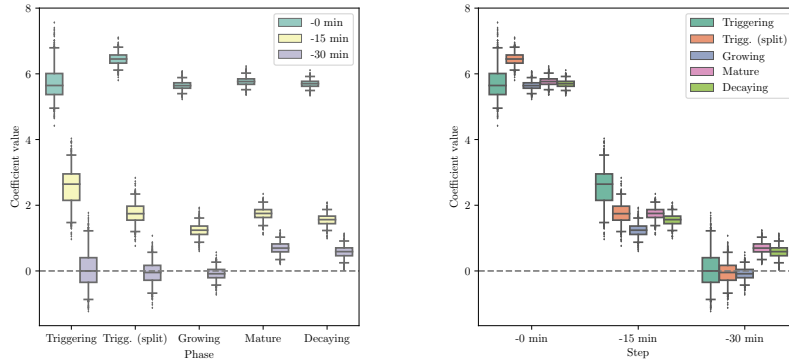 8
6
4
2
0
Coefficient value
-0 min
-15 min
-30 min
Triggering
Trigg. (split)
Growing
Mature
Decaying
Phase
8
6
4
2
0
Coefficient value
Triggering
Trigg. (split)
Growing
Mature
Decaying
-0 min
-15 min
-30 min
Step